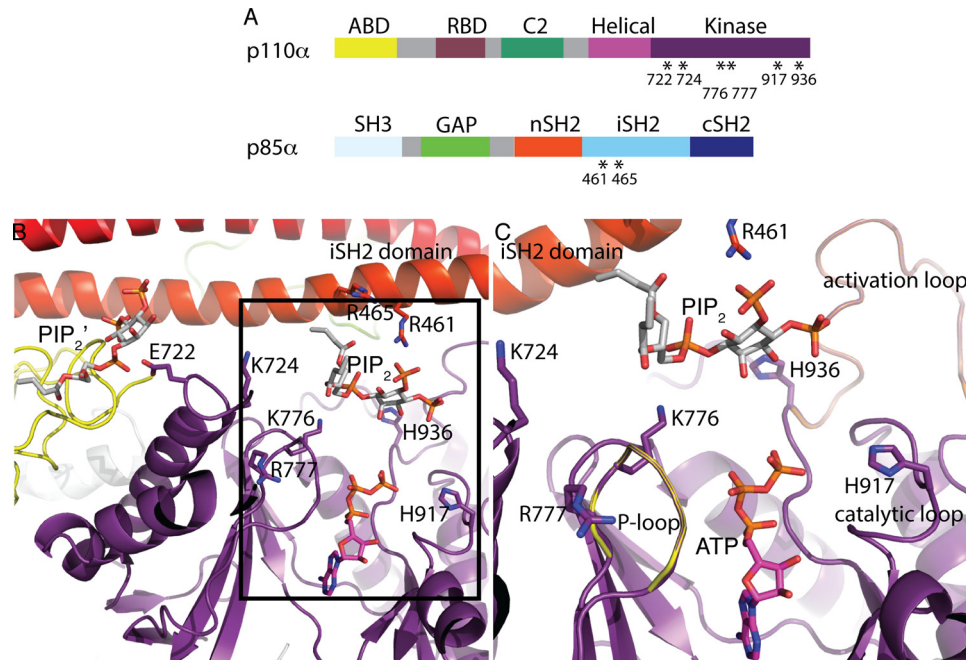 A
ABD RBD C2 Helical Kinase
p110α
* * ** * *
722 724 776 777 917 936
SH3 GAP nSH2 iSH2 cSH2
p85α
* *
461 465
B
iSH2 domain
R465
R461
PIP2'
E722
K724
PIP2
K776
H936
R777
H917
C
R461
iSH2 domain
activation loop
PIP2
K724
H936
K776
H917
R777
P-loop
catalytic loop
ATP